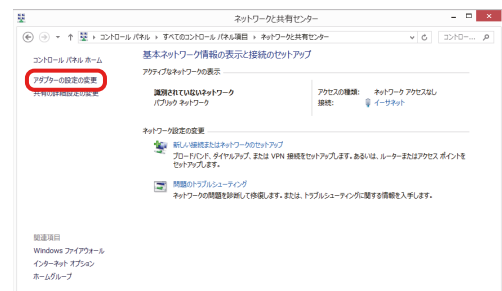 ネットワークと共有センター
コントロール パネル ▸ すべてのコントロール パネル項目 ▸ ネットワークと共有センター
コントロー...
コントロール パネル ホーム
アダプターの設定の変更
共有の詳細設定の変更
基本ネットワーク情報の表示と接続のセットアップ
アクティブなネットワークの表示
識別されていないネットワーク
パブリック ネットワーク
アクセスの種類: ネットワーク アクセスなし
接続: イーサネット
ネットワーク設定の変更
新しい接続またはネットワークのセットアップ
ブロードバンド、ダイヤルアップ、または VPN 接続をセットアップします。あるいは、ルーターまたはアクセス ポイントを
セットアップします。
問題のトラブルシューティング
ネットワークの問題を診断して修復します。または、トラブルシューティングに関する情報を入手します。
関連項目
Windows ファイアウォール
インターネット オプション
ホームグループ